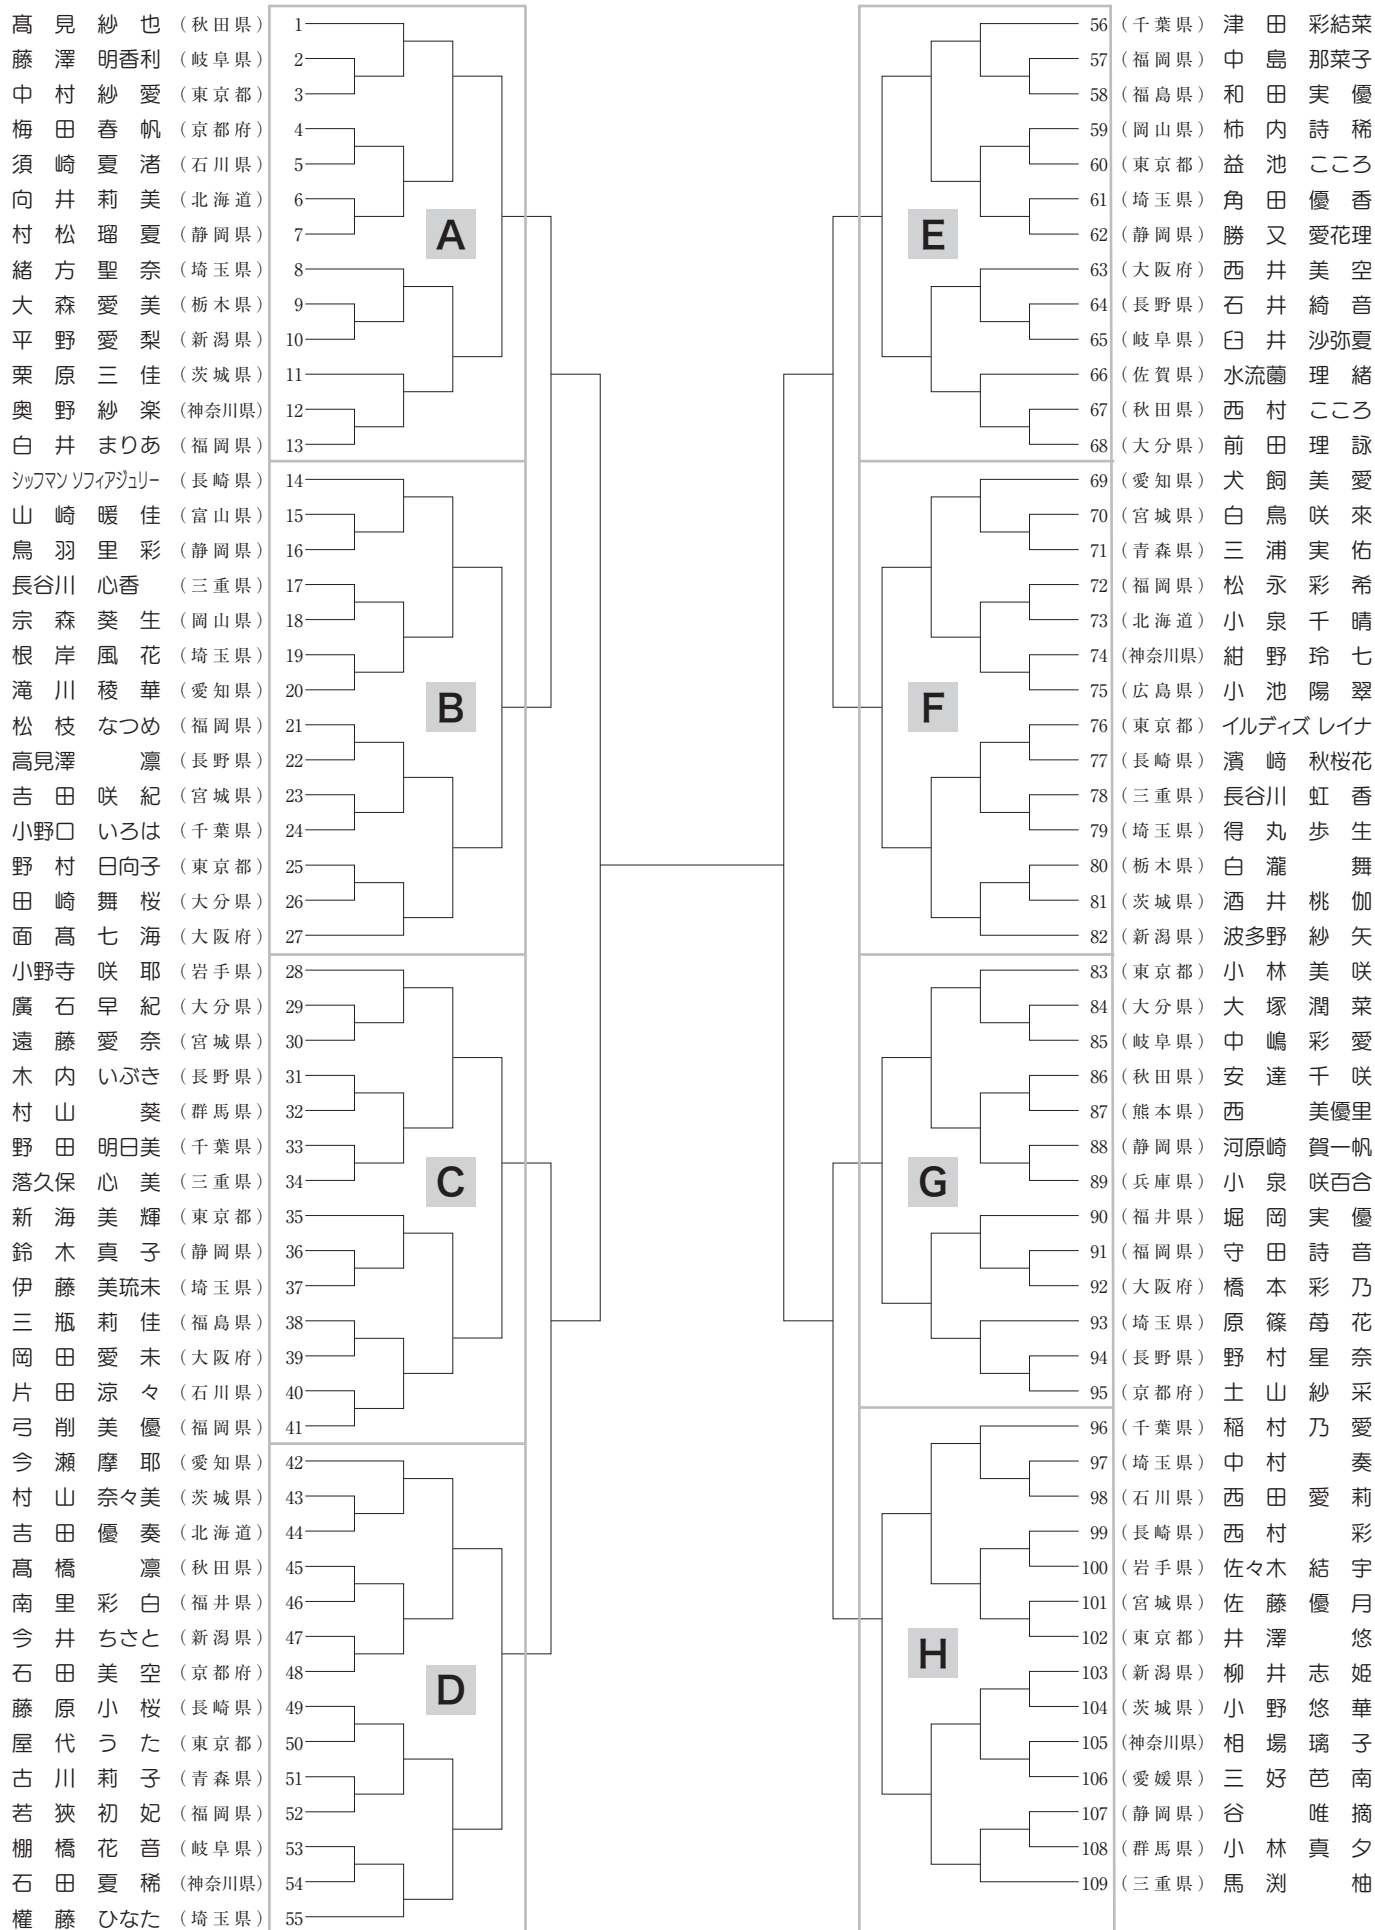 髙見 紗也 (秋田県) 1
藤澤 明香利 (岐阜県) 2
中村 紗愛 (東京都) 3
梅田 春帆 (京都府) 4
須崎 夏渚 (石川県) 5
向井 莉美 (北海道) 6
村松 瑠夏 (静岡県) 7
緒方 聖奈 (埼玉県) 8
大森 愛美 (栃木県) 9
平野 愛梨 (新潟県) 10
栗原 三佳 (茨城県) 11
奥野 紗楽 (神奈川県) 12
白井 まりあ (福岡県) 13
A
シッフマン ソフィアジュリー (長崎県) 14
山崎 暖佳 (富山県) 15
鳥羽 里彩 (静岡県) 16
長谷川 心香 (三重県) 17
宗森 葵生 (岡山県) 18
根岸 風花 (埼玉県) 19
滝川 稜華 (愛知県) 20
松枝 なつめ (福岡県) 21
高見澤 凛 (長野県) 22
吉田 咲紀 (宮城県) 23
小野口 いろは (千葉県) 24
野村 日向子 (東京都) 25
田崎 舞桜 (大分県) 26
面髙 七海 (大阪府) 27
B
小野寺 咲耶 (岩手県) 28
廣石 早紀 (大分県) 29
遠藤 愛奈 (宮城県) 30
木内 いぶき (長野県) 31
村山 葵 (群馬県) 32
野田 明日美 (千葉県) 33
落久保 心美 (三重県) 34
新海 美輝 (東京都) 35
鈴木 真子 (静岡県) 36
伊藤 美琉未 (埼玉県) 37
三瓶 莉佳 (福島県) 38
岡田 愛未 (大阪府) 39
片田 涼々 (石川県) 40
弓削 美優 (福岡県) 41
C
今瀬 摩耶 (愛知県) 42
村山 奈々美 (茨城県) 43
吉田 優奏 (北海道) 44
髙橋 凛 (秋田県) 45
南里 彩白 (福井県) 46
今井 ちさと (新潟県) 47
石田 美空 (京都府) 48
藤原 小桜 (長崎県) 49
屋代 うた (東京都) 50
古川 莉子 (青森県) 51
若狹 初妃 (福岡県) 52
棚橋 花音 (岐阜県) 53
石田 夏稀 (神奈川県) 54
權藤 ひなた (埼玉県) 55
D
56 (千葉県) 津田 彩結菜
57 (福岡県) 中島 那菜子
58 (福島県) 和田 実優
59 (岡山県) 柿内 詩稀
60 (東京都) 益池 こころ
61 (埼玉県) 角田 優香
62 (静岡県) 勝又 愛花理
63 (大阪府) 西井 美空
64 (長野県) 石井 綺音
65 (岐阜県) 臼井 沙弥夏
66 (佐賀県) 水流薗 理緒
67 (秋田県) 西村 こころ
68 (大分県) 前田 理詠
E
69 (愛知県) 犬飼 美愛
70 (宮城県) 白鳥 咲來
71 (青森県) 三浦 実佑
72 (福岡県) 松永 彩希
73 (北海道) 小泉 千晴
74 (神奈川県) 紺野 玲七
75 (広島県) 小池 陽翠
76 (東京都) イルディズ レイナ
77 (長崎県) 濱﨑 秋桜花
78 (三重県) 長谷川 虹香
79 (埼玉県) 得丸 歩生
80 (栃木県) 白瀧 舞
81 (茨城県) 酒井 桃伽
82 (新潟県) 波多野 紗矢
F
83 (東京都) 小林 美咲
84 (大分県) 大塚 潤菜
85 (岐阜県) 中嶋 彩愛
86 (秋田県) 安達 千咲
87 (熊本県) 西 美優里
88 (静岡県) 河原崎 賀一帆
89 (兵庫県) 小泉 咲百合
90 (福井県) 堀岡 実優
91 (福岡県) 守田 詩音
92 (大阪府) 橋本 彩乃
93 (埼玉県) 原篠 苺花
94 (長野県) 野村 星奈
95 (京都府) 土山 紗采
G
96 (千葉県) 稲村 乃愛
97 (埼玉県) 中村 奏
98 (石川県) 西田 愛莉
99 (長崎県) 西村 彩
100 (岩手県) 佐々木 結宇
101 (宮城県) 佐藤 優月
102 (東京都) 井澤 悠
103 (新潟県) 柳井 志姫
104 (茨城県) 小野 悠華
105 (神奈川県) 相場 璃子
106 (愛媛県) 三好 芭南
107 (静岡県) 谷 唯摘
108 (群馬県) 小林 真夕
109 (三重県) 馬渕 柚
H